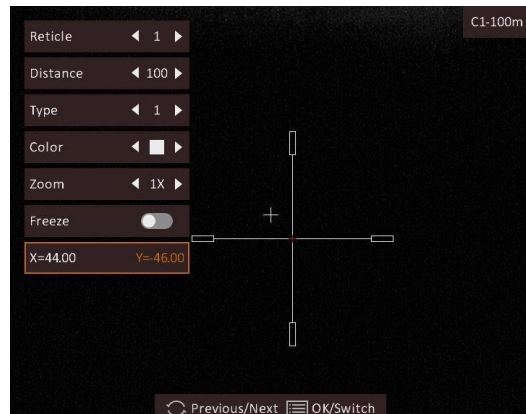 C1-100m
Reticle 1
Distance 100
Type 1
Color
Zoom 1X
Freeze
X=44.00 Y=-46.00
Previous/Next OK/Switch